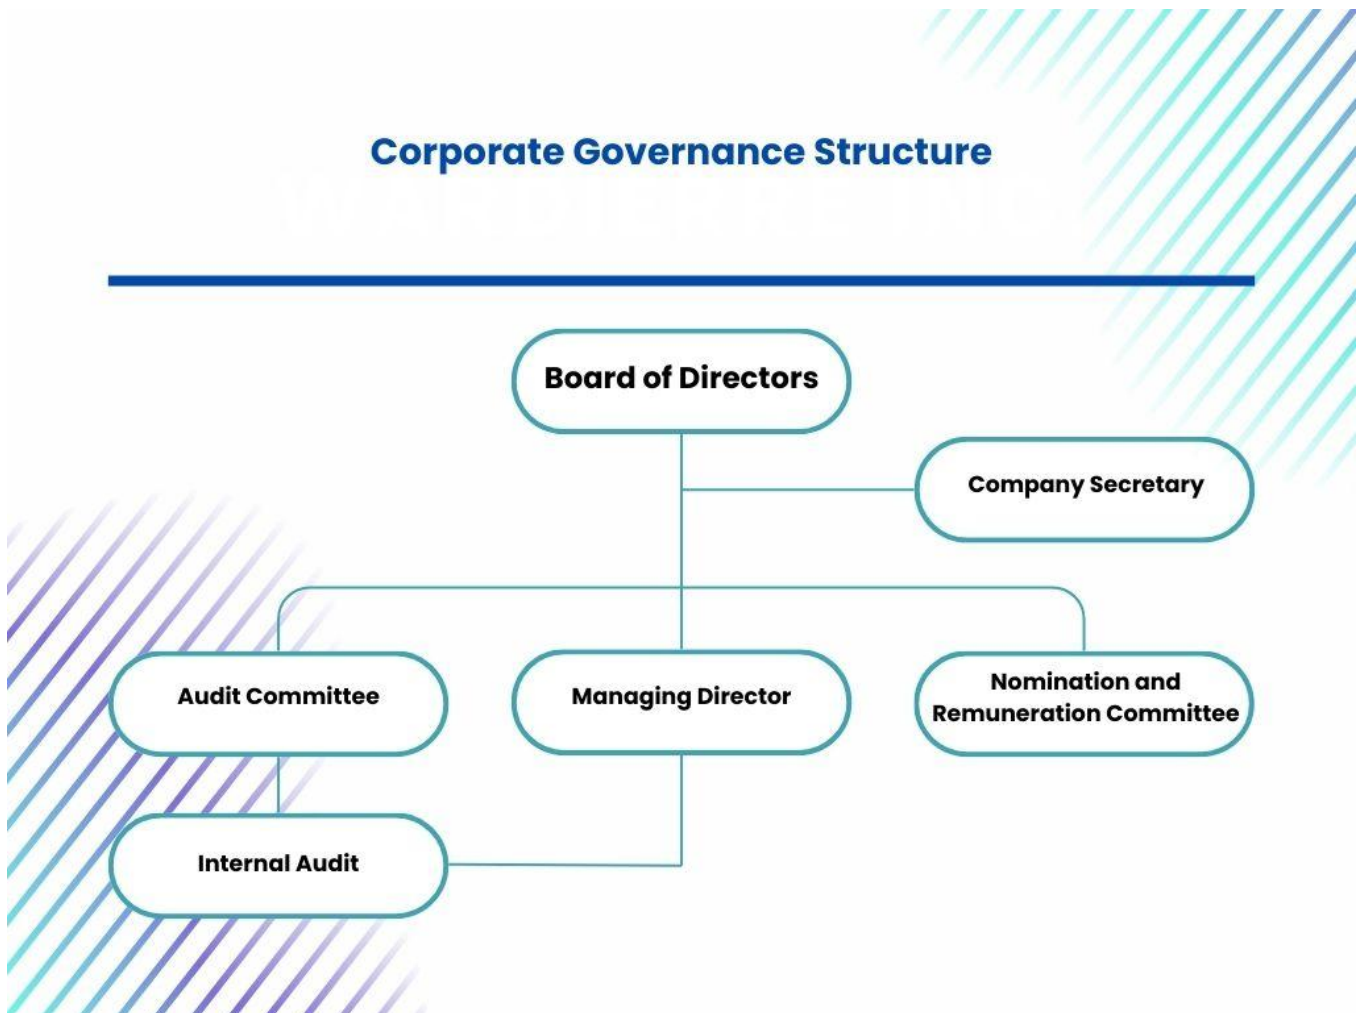 Corporate Governance Structure
Board of Directors
Company Secretary
Audit Committee
Managing Director
Nomination and
Remuneration Committee
Internal Audit